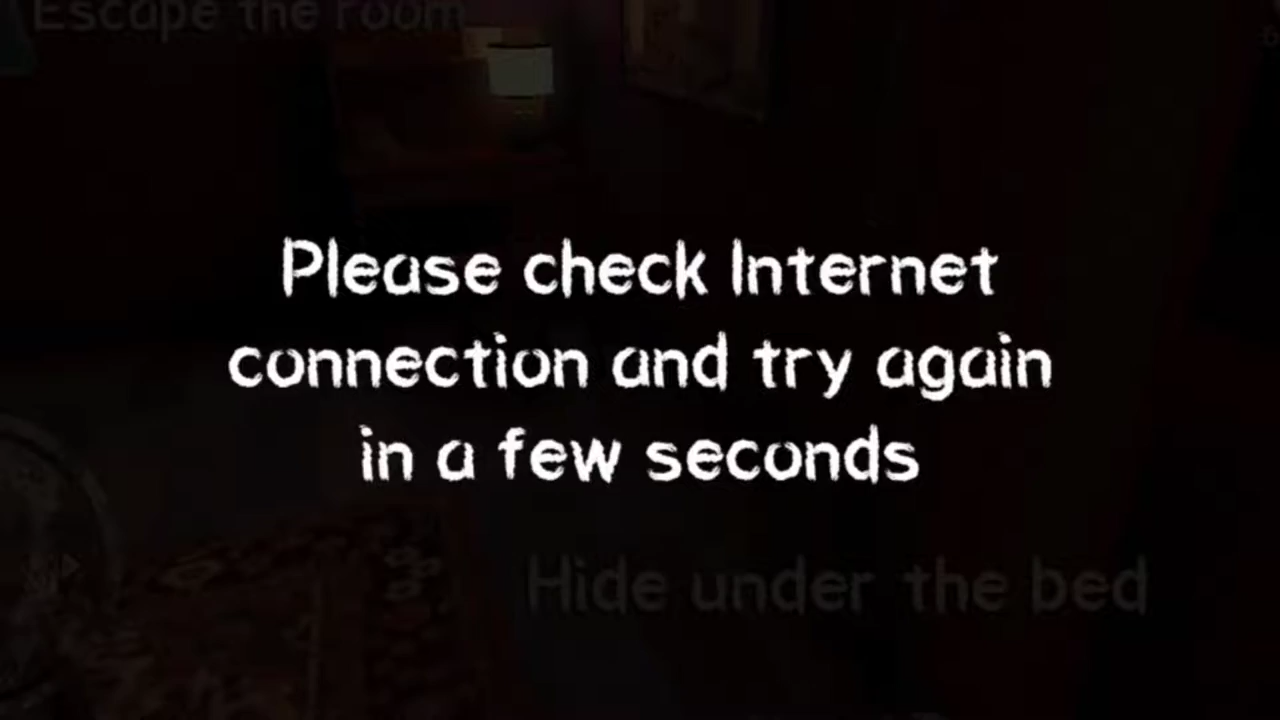 Escape the room
Please check Internet
connection and try again
in a few seconds
Hide under the bed